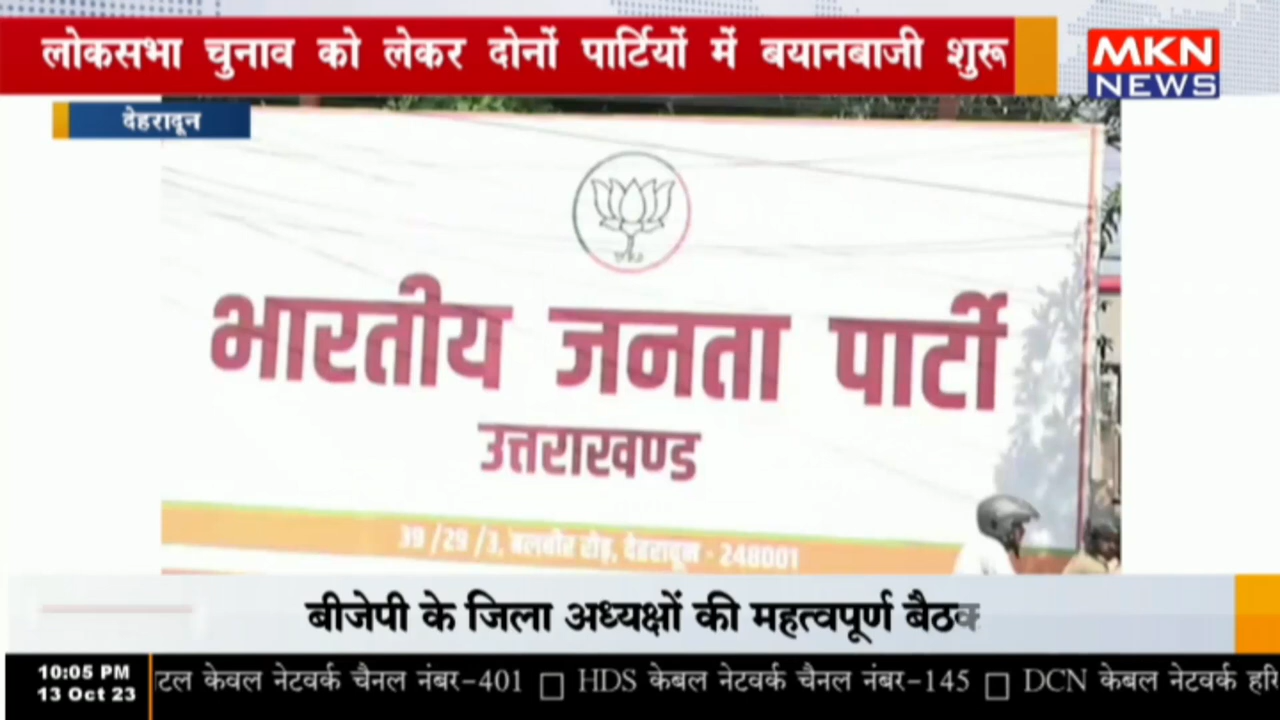 लोकसभा चुनाव को लेकर दोनों पार्टियों में बयानबाजी शुरू
MKN
NEWS
देहरादून
भारतीय जनता पार्टी
उत्तराखण्ड
39/29/3, बलबीर रोड़, देहरादून - 248001
बीजेपी के जिला अध्यक्षों की महत्वपूर्ण बैठक
10:05 PM
13 Oct 23
केवल नेटवर्क चैनल नंबर-401 □ HDS केबल नेटवर्क चैनल नंबर-145 □ DCN केबल नेटवर्क